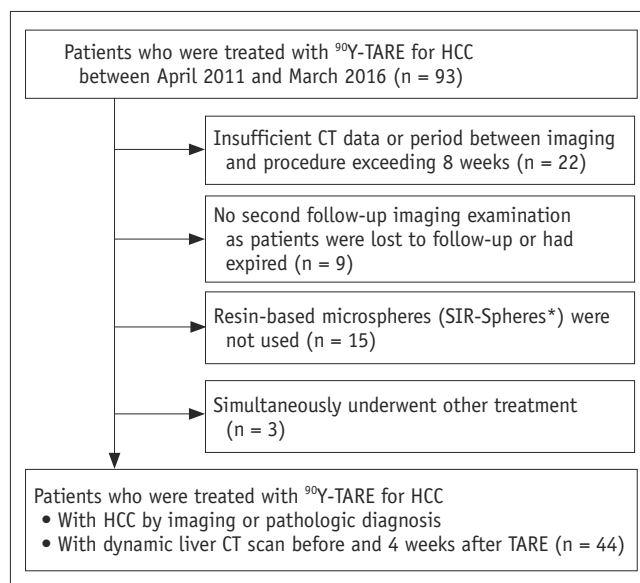 Patients who were treated with ⁹⁰Y-TARE for HCC
between April 2011 and March 2016 (n = 93)
Insufficient CT data or period between imaging
and procedure exceeding 8 weeks (n = 22)
No second follow-up imaging examination
as patients were lost to follow-up or had
expired (n = 9)
Resin-based microspheres (SIR-Spheres*) were
not used (n = 15)
Simultaneously underwent other treatment
(n = 3)
Patients who were treated with ⁹⁰Y-TARE for HCC
• With HCC by imaging or pathologic diagnosis
• With dynamic liver CT scan before and 4 weeks after TARE (n = 44)